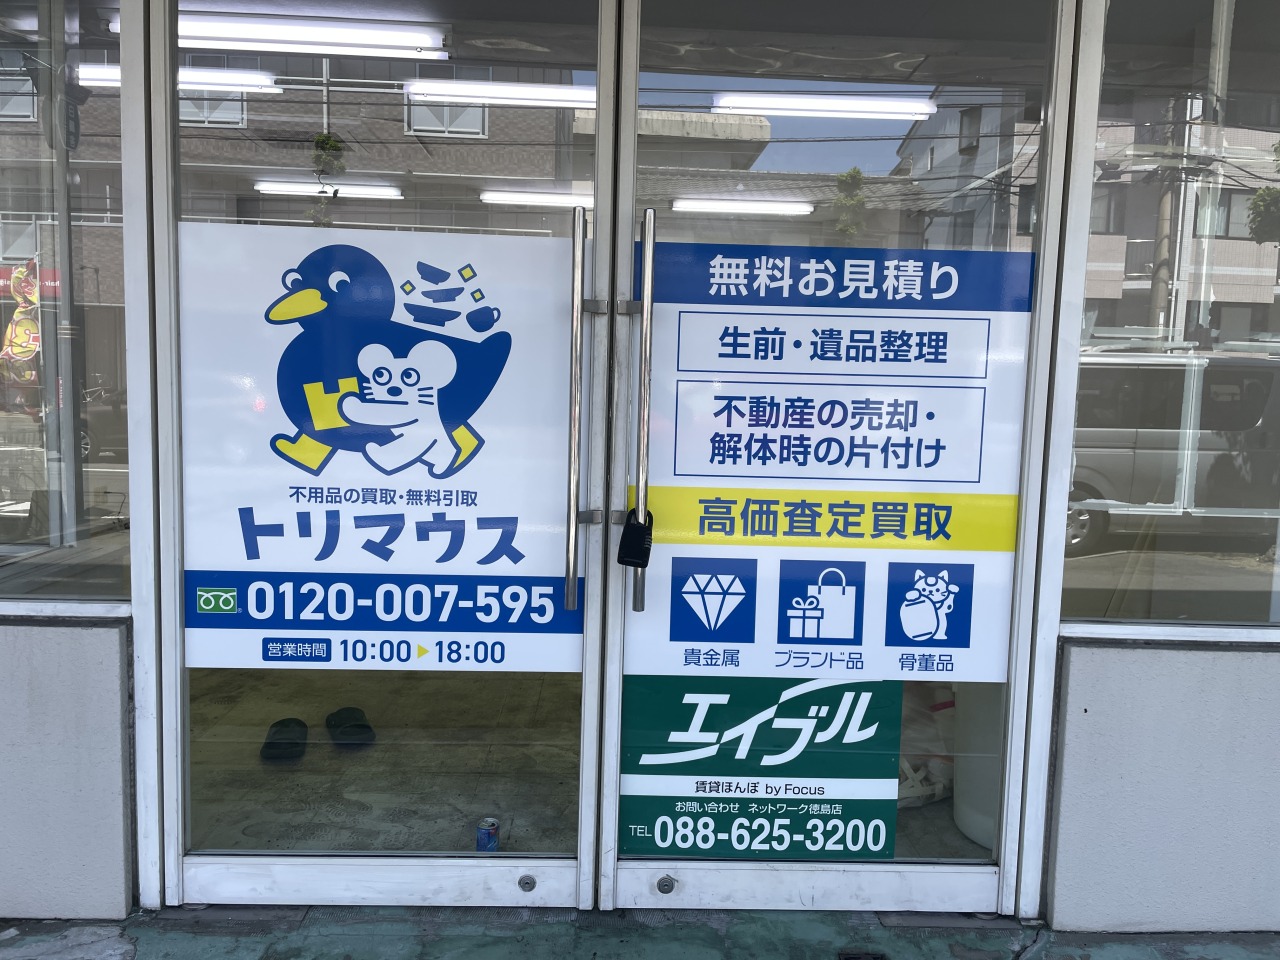 不用品の買取・無料引取
トリマウス
0120-007-595
営業時間 10:00▶18:00
無料お見積り
生前・遺品整理
不動産の売却・
解体時の片付け
高価査定買取
貴金属
ブランド品
骨董品
エイブル
賃貸ほんぽ by Focus
お問い合わせ ネットワーク徳島店
TEL 088-625-3200